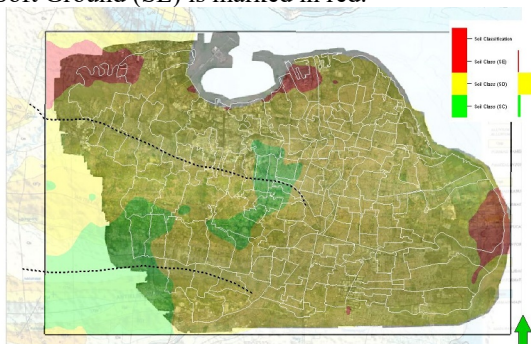 Soft Ground (SE) is marked in red.
Soil Classification
Soil Class (SE)
Soil Class (SD)
Soil Class (SC)